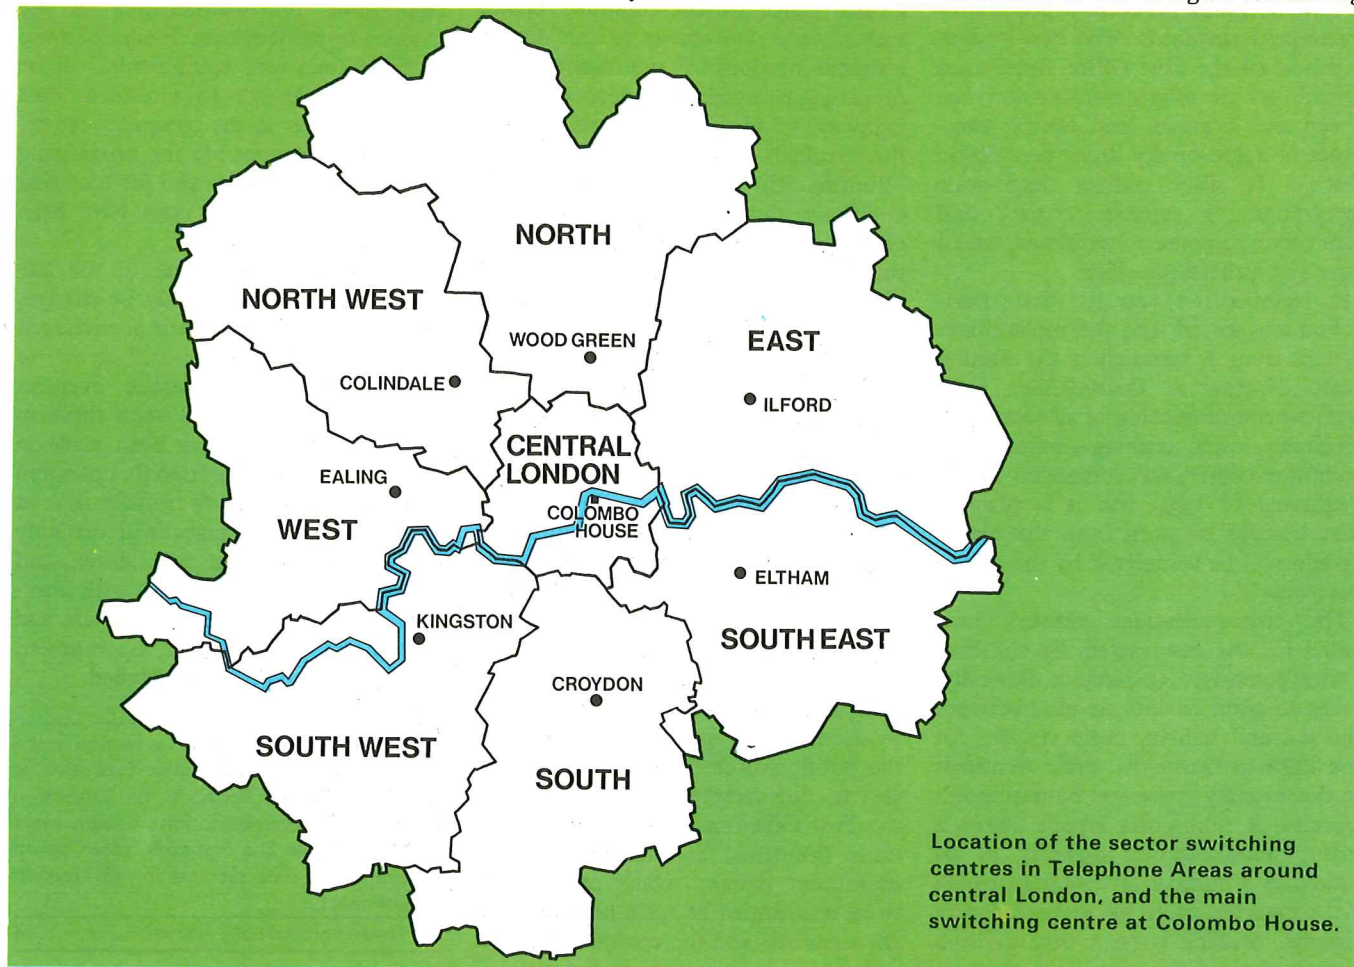 NORTH
NORTH WEST
WOOD GREEN
EAST
COLINDALE
ILFORD
CENTRAL
LONDON
EALING
COLOMBO
HOUSE
WEST
ELTHAM
KINGSTON
SOUTH EAST
CROYDON
SOUTH WEST
SOUTH
Location of the sector switching
centres in Telephone Areas around
central London, and the main
switching centre at Colombo House.